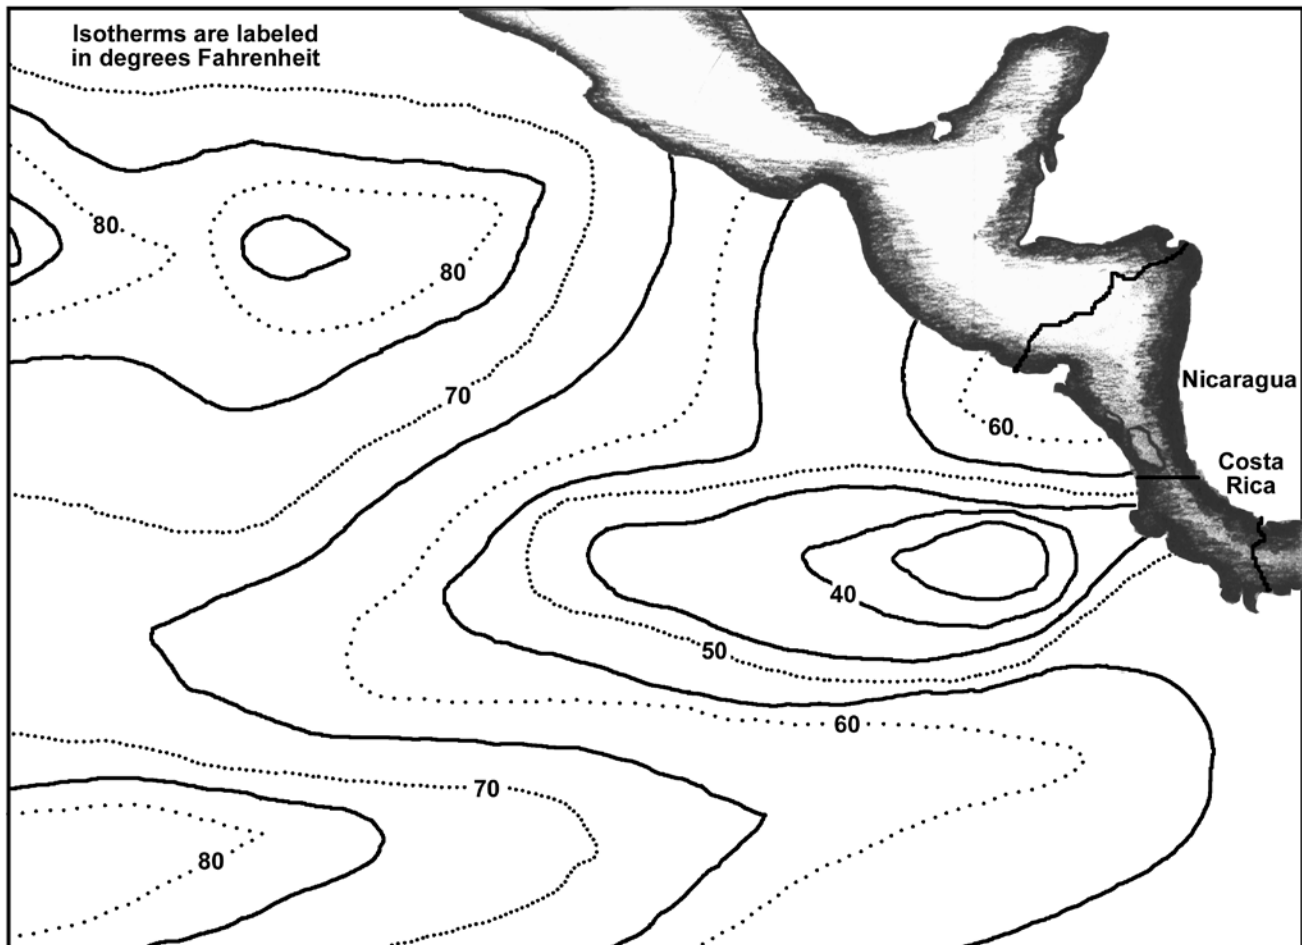 Isotherms are labeled
in degrees Fahrenheit
80
80
70
Nicaragua
60
Costa
Rica
40
50
60
70
80